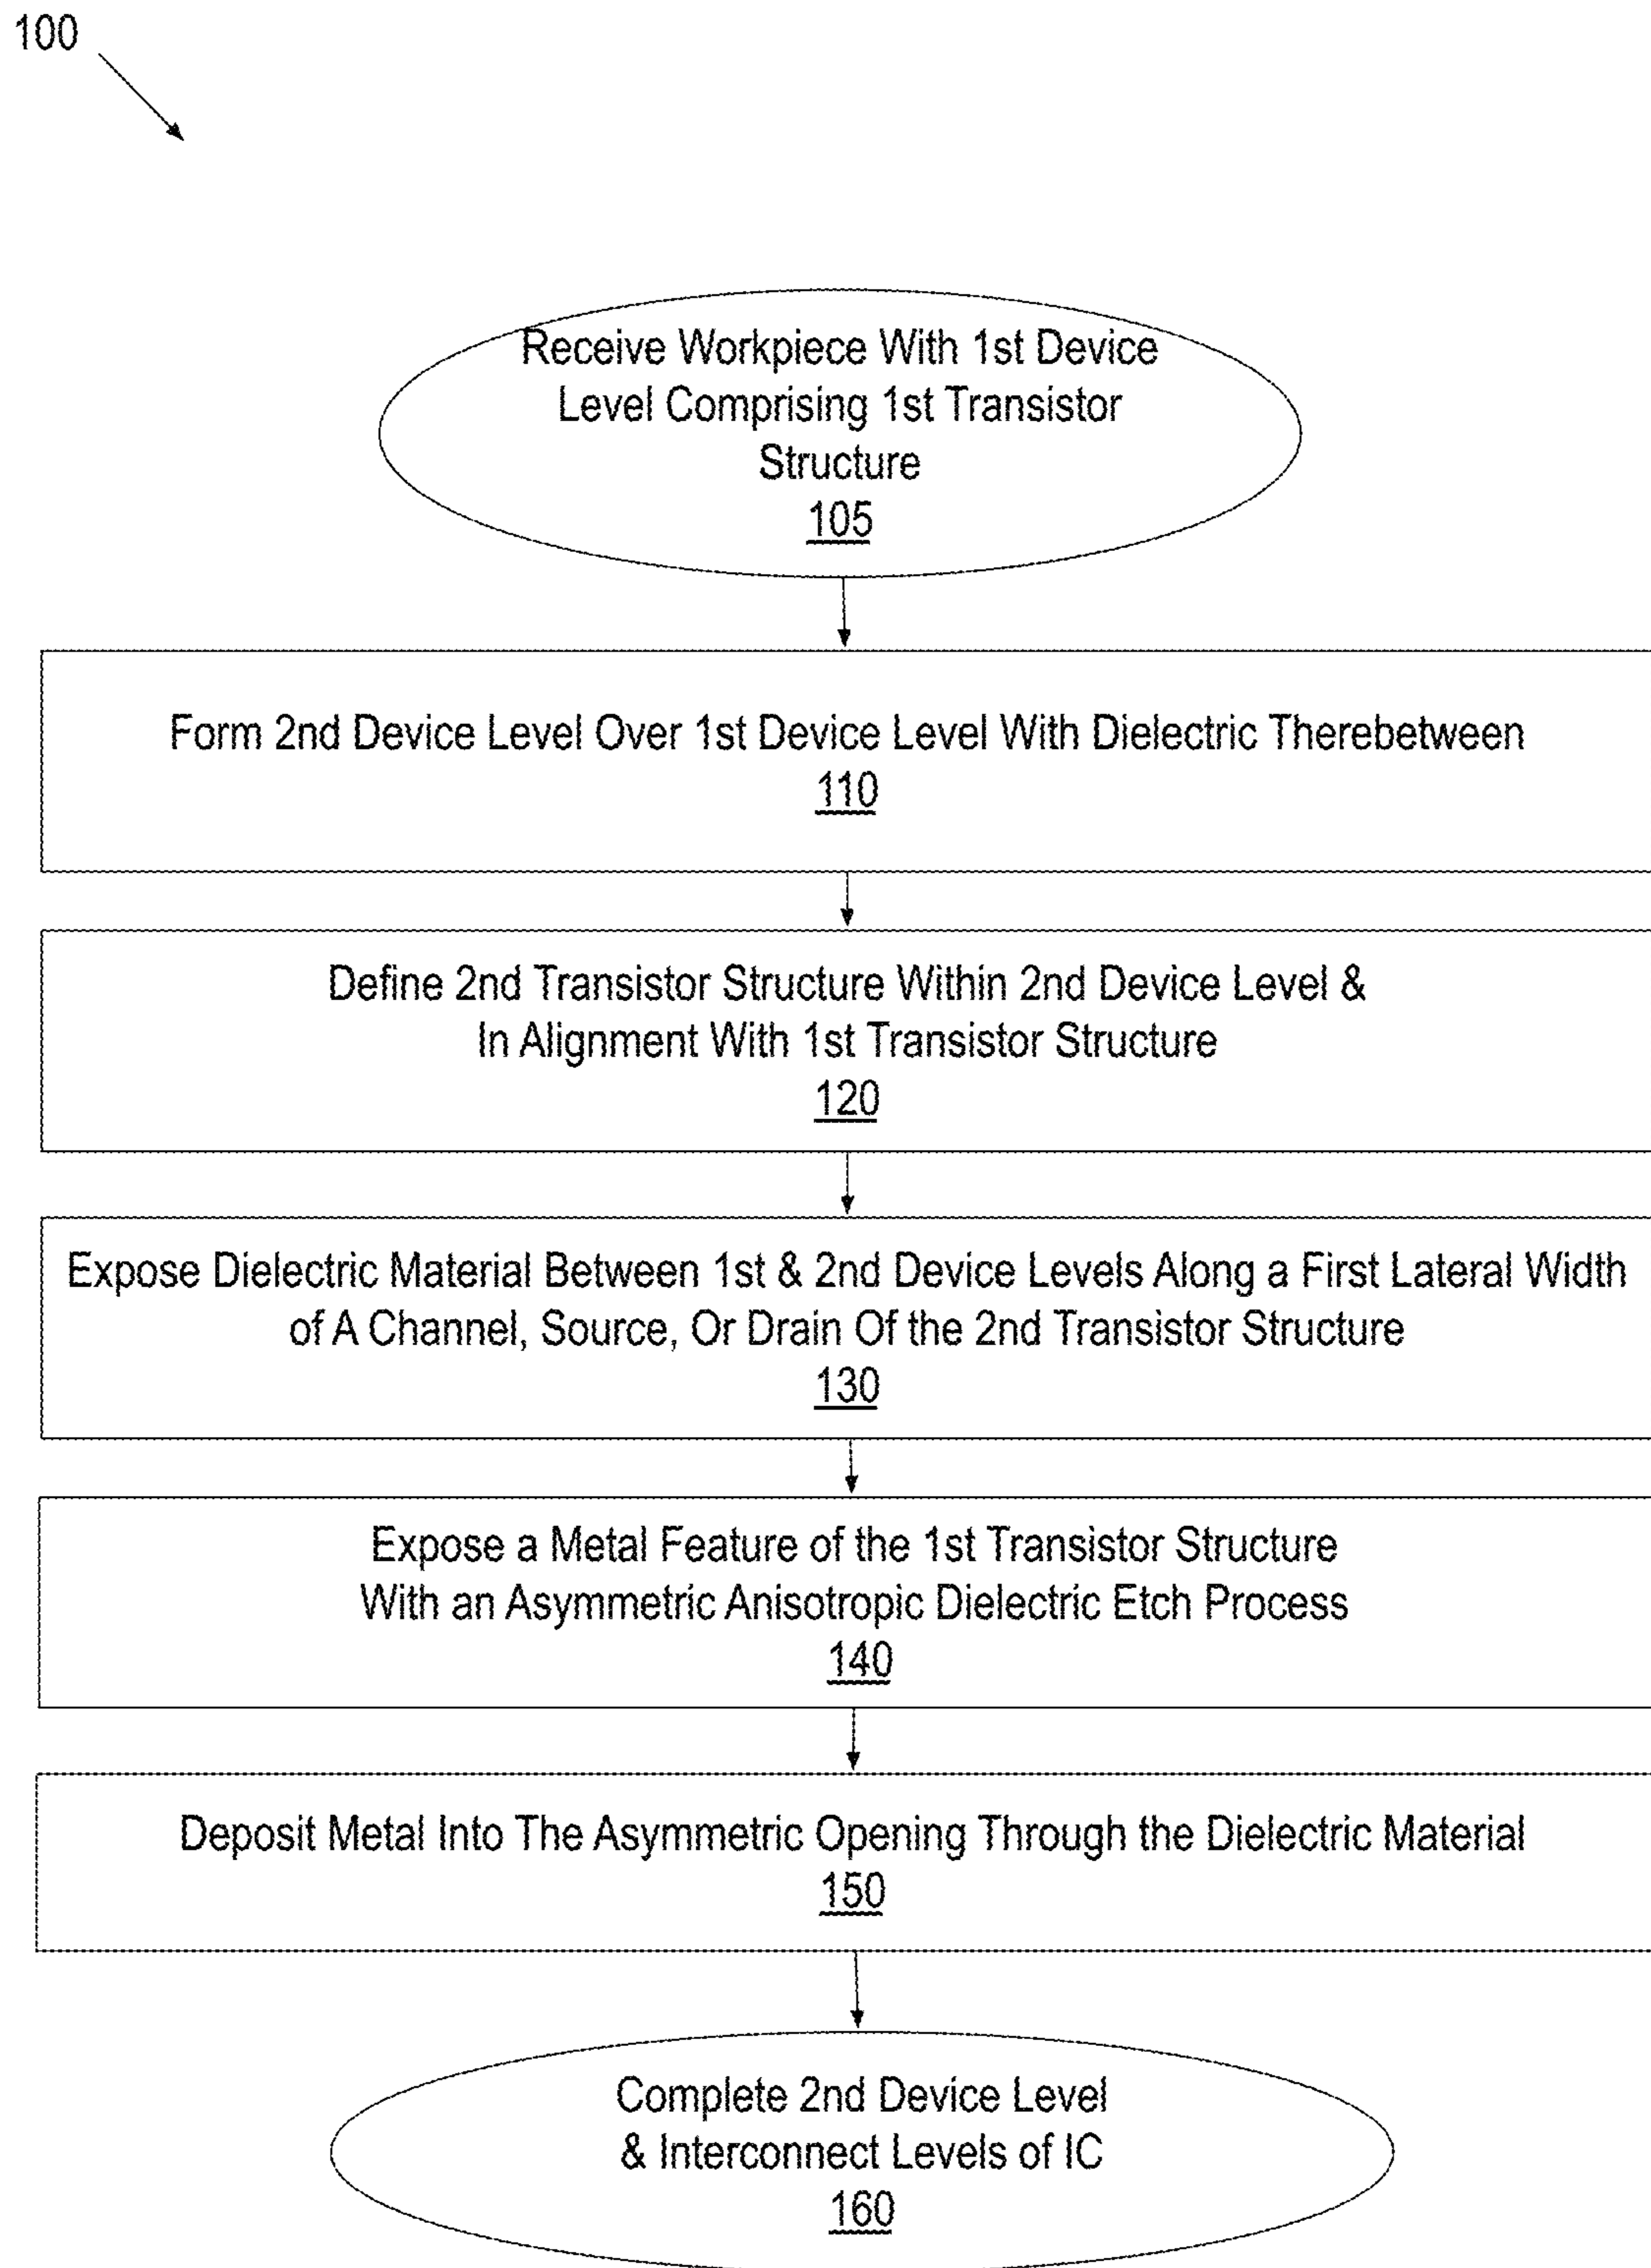 100
Receive Workpiece With 1st Device
Level Comprising 1st Transistor
Structure
105
Form 2nd Device Level Over 1st Device Level With Dielectric Therebetween
110
Define 2nd Transistor Structure Within 2nd Device Level &
In Alignment With 1st Transistor Structure
120
Expose Dielectric Material Between 1st & 2nd Device Levels Along a First Lateral Width
of A Channel, Source, Or Drain Of the 2nd Transistor Structure
130
Expose a Metal Feature of the 1st Transistor Structure
With an Asymmetric Anisotropic Dielectric Etch Process
140
Deposit Metal Into The Asymmetric Opening Through the Dielectric Material
150
Complete 2nd Device Level
& Interconnect Levels of IC
160